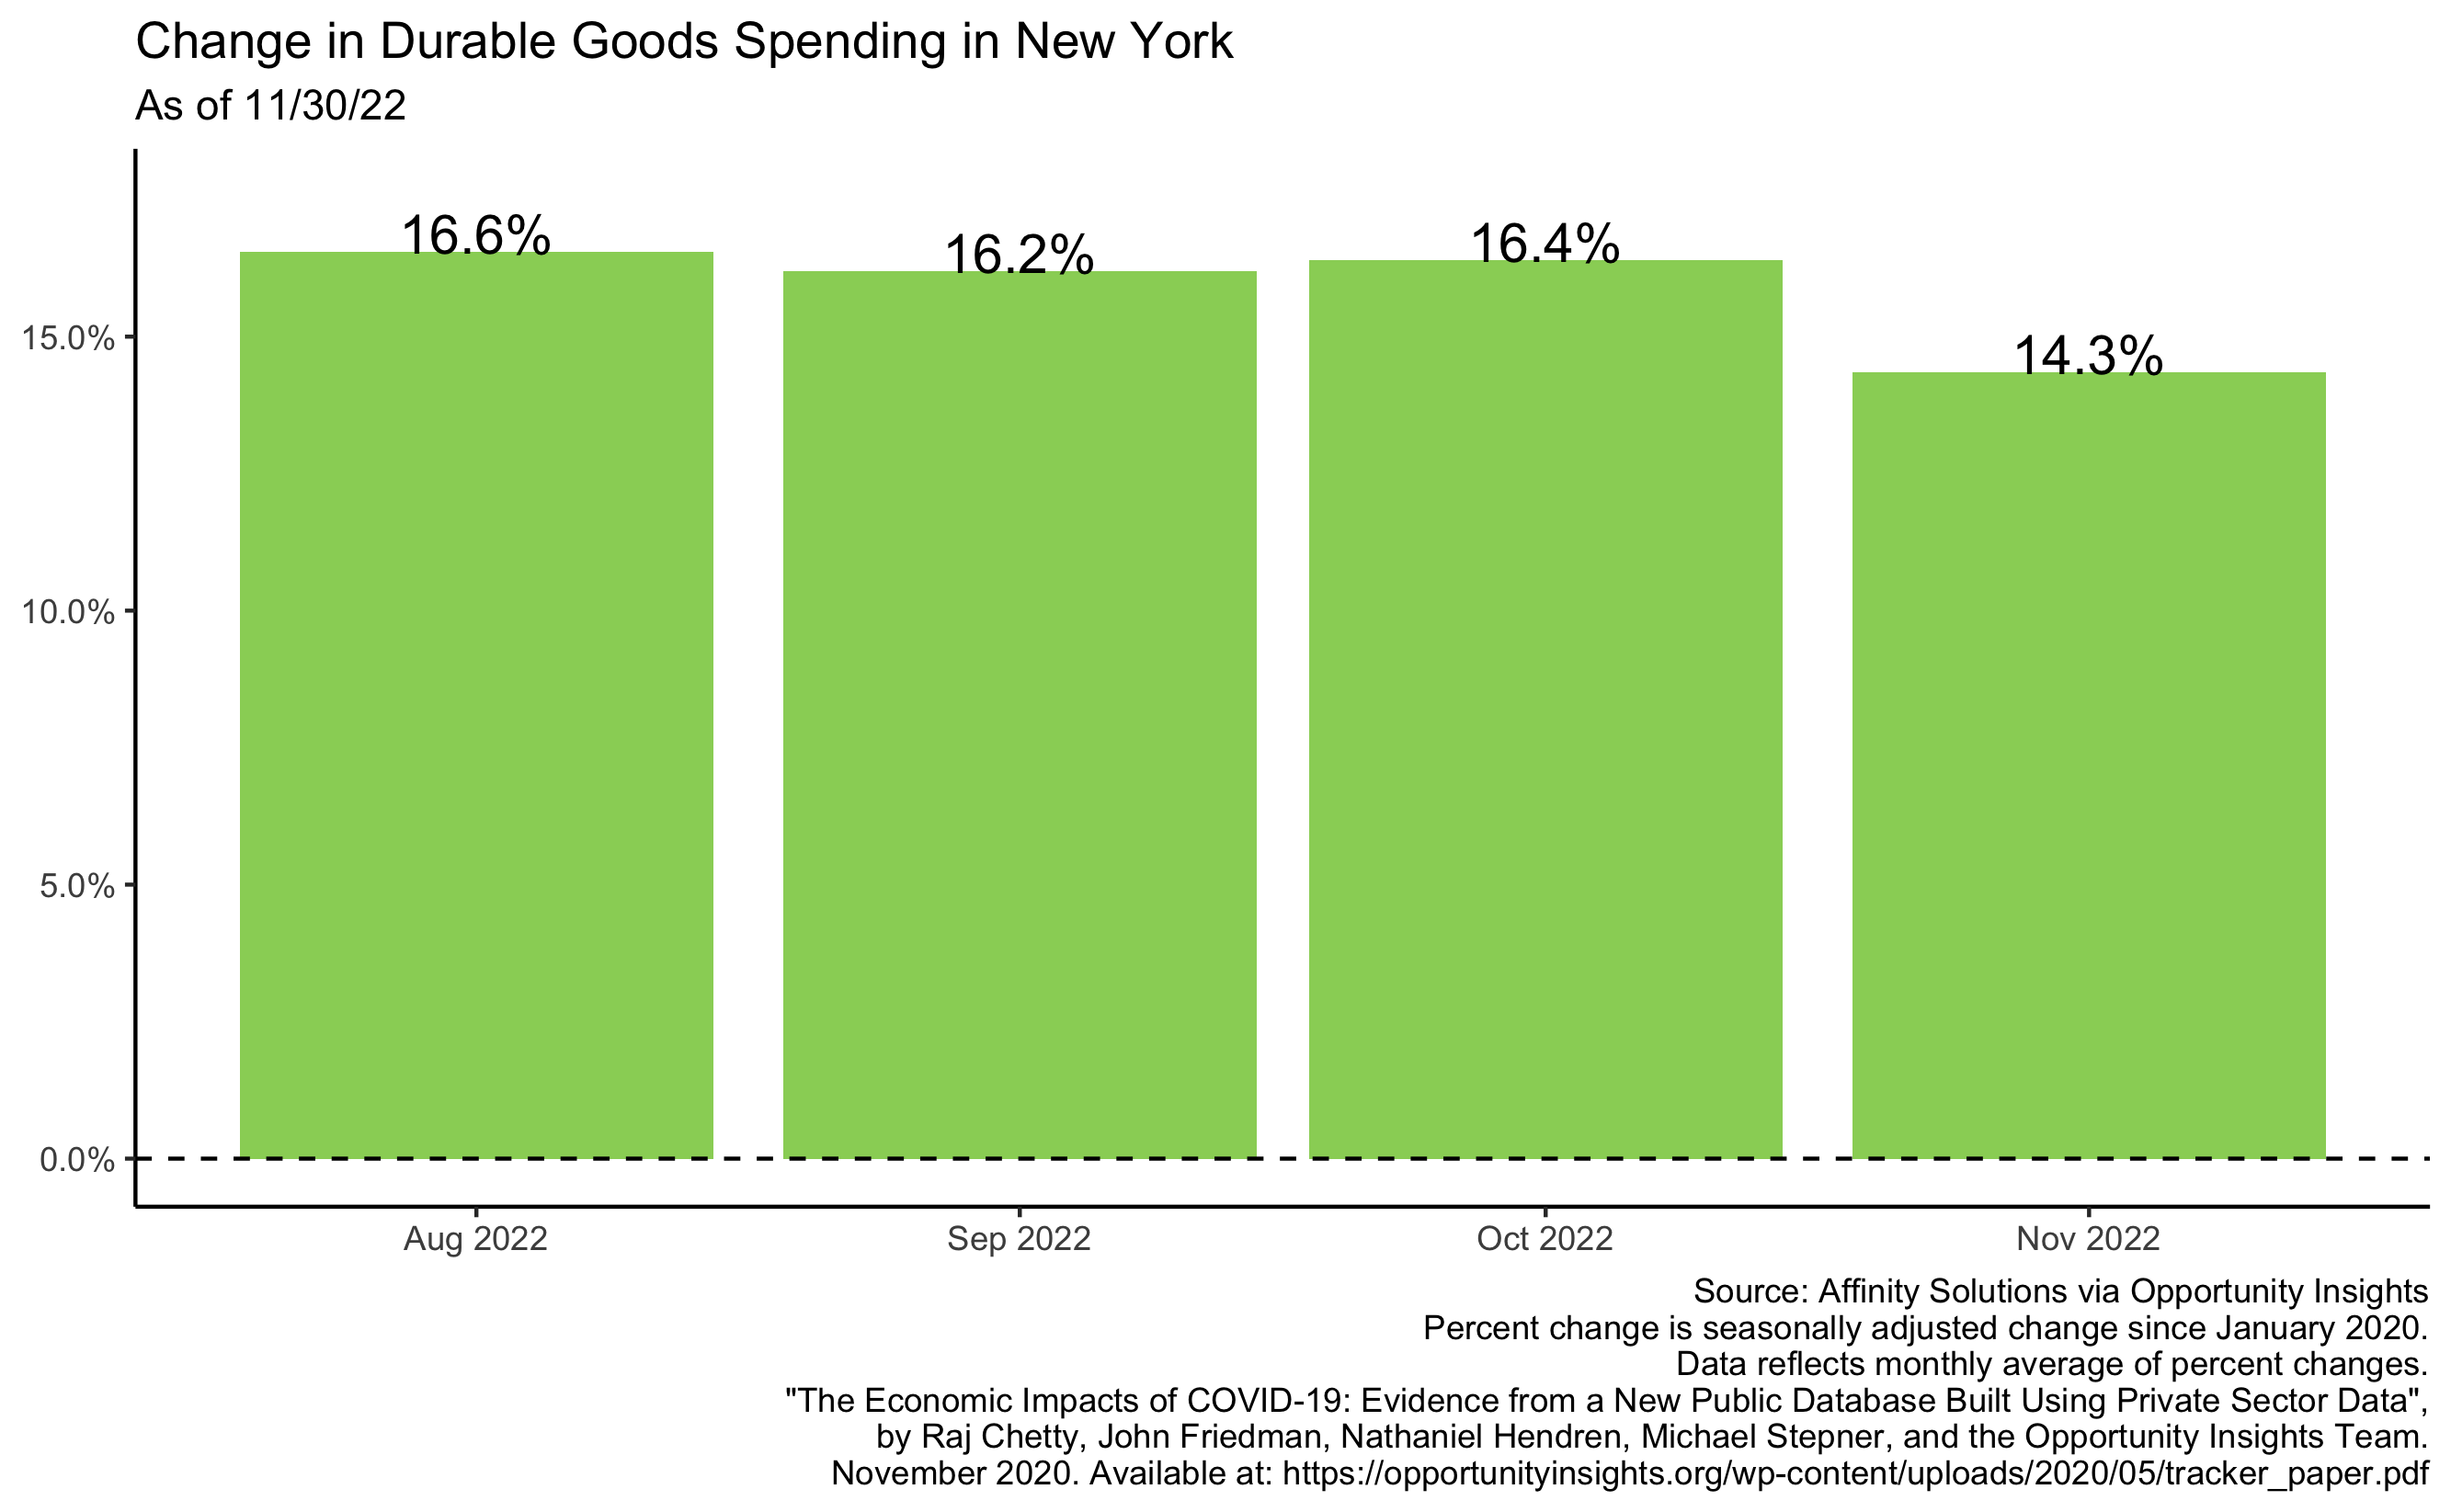 Change in Durable Goods Spending in New York
As of 11/30/22
16.6%
16.2%
16.4%
14.3%
15.0%
10.0%
5.0%
0.0%
Aug 2022
Sep 2022
Oct 2022
Nov 2022
Source: Affinity Solutions via Opportunity Insights
Percent change is seasonally adjusted change since January 2020.
Data reflects monthly average of percent changes.
"The Economic Impacts of COVID-19: Evidence from a New Public Database Built Using Private Sector Data",
by Raj Chetty, John Friedman, Nathaniel Hendren, Michael Stepner, and the Opportunity Insights Team.
November 2020. Available at: https://opportunityinsights.org/wp-content/uploads/2020/05/tracker_paper.pdf